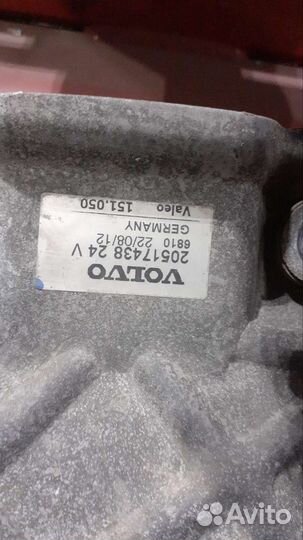 VOLVO
20517438 24 V
6810 22/08/12
GERMANY
Valeo 151.050
Avito